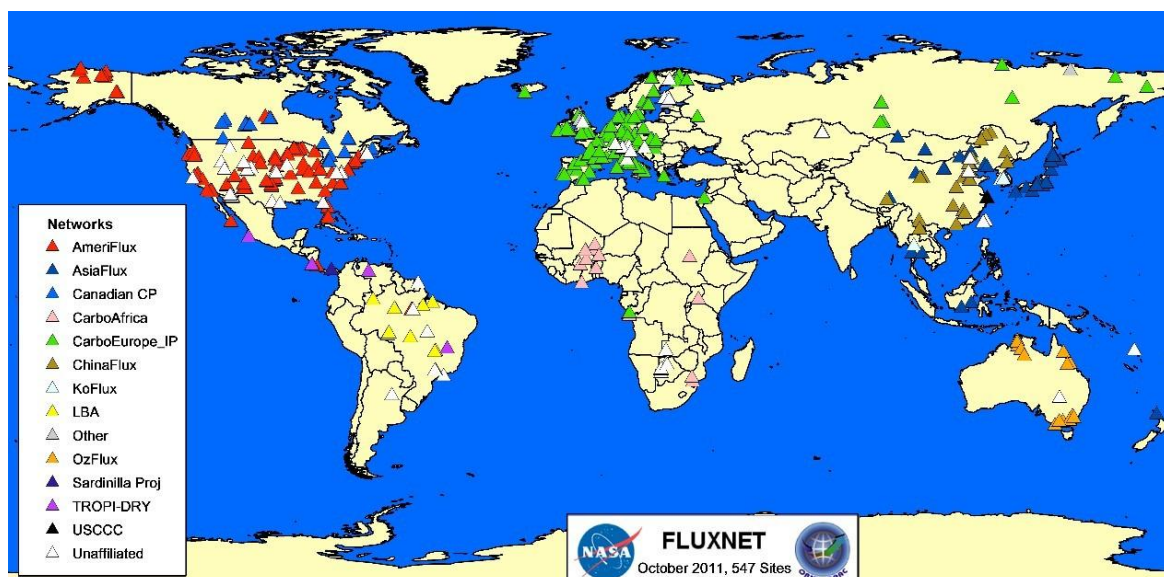 Networks
AmeriFlux
AsiaFlux
Canadian CP
CarboAfrica
CarboEurope_IP
ChinaFlux
KoFlux
LBA
Other
OzFlux
Sardinilla Proj
TROPI-DRY
USCCC
Unaffiliated
NASA
FLUXNET
October 2011, 547 Sites